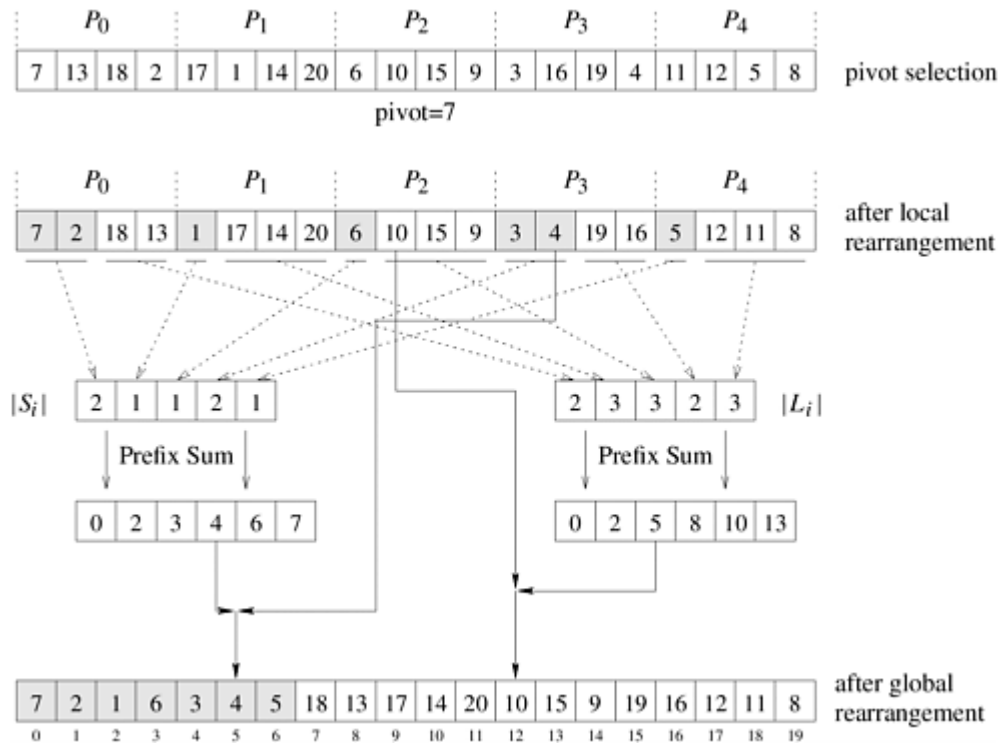 P0 P1 P2 P3 P4
7 13 18 2 17 1 14 20 6 10 15 9 3 16 19 4 11 12 5 8 pivot selection
pivot=7
P0 P1 P2 P3 P4
7 2 18 13 1 17 14 20 6 10 15 9 3 4 19 16 5 12 11 8 after local
rearrangement
|Si| 2 1 1 2 1 2 3 3 2 3 |Li|
Prefix Sum Prefix Sum
0 2 3 4 6 7 0 2 5 8 10 13
7 2 1 6 3 4 5 18 13 17 14 20 10 15 9 19 16 12 11 8 after global
rearrangement
0 1 2 3 4 5 6 7 8 9 10 11 12 13 14 15 16 17 18 19